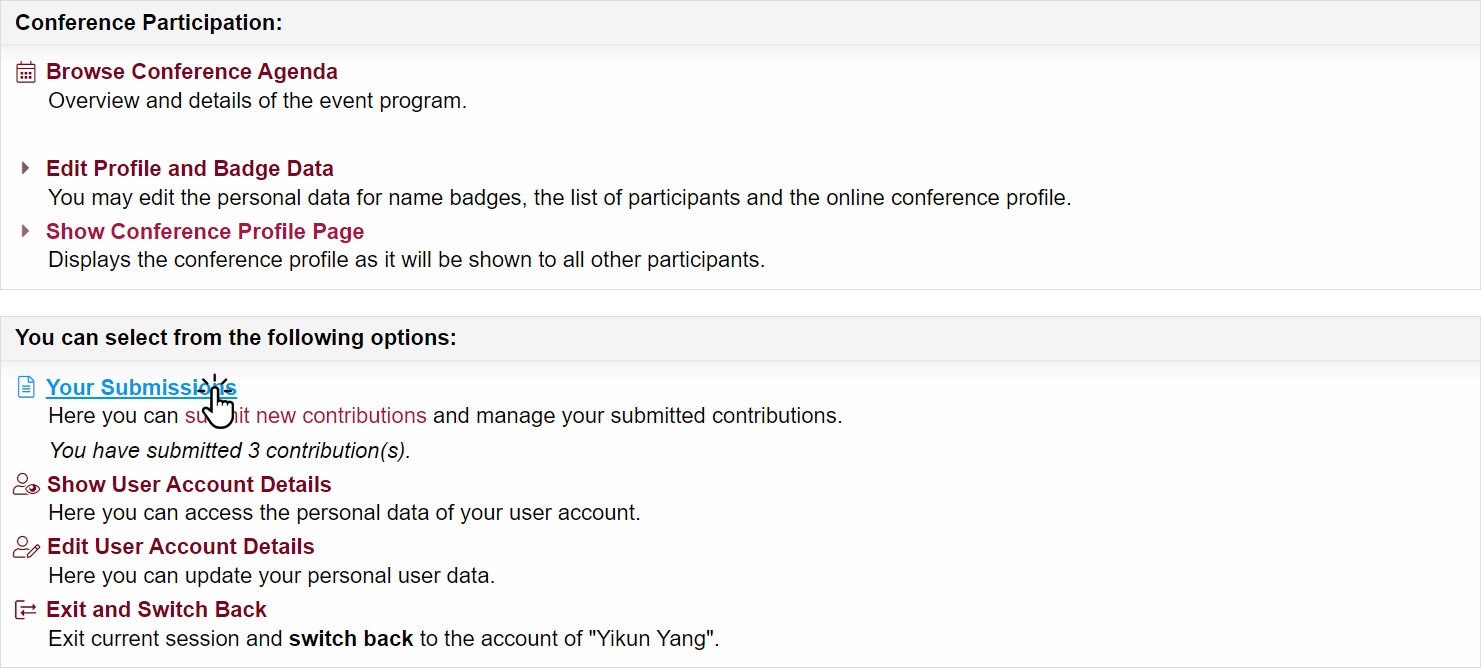 Conference Participation:
Browse Conference Agenda
Overview and details of the event program.
Edit Profile and Badge Data
You may edit the personal data for name badges, the list of participants and the online conference profile.
Show Conference Profile Page
Displays the conference profile as it will be shown to all other participants.
You can select from the following options:
Your Submissions
Here you can submit new contributions and manage your submitted contributions.
You have submitted 3 contribution(s).
Show User Account Details
Here you can access the personal data of your user account.
Edit User Account Details
Here you can update your personal user data.
Exit and Switch Back
Exit current session and switch back to the account of "Yikun Yang".